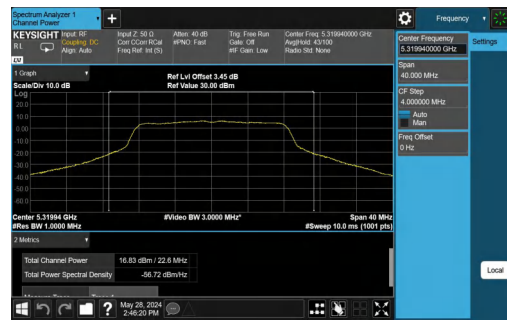 Spectrum Analyzer 1
Channel Power
+
Frequency
KEYSIGHT
RL
Input: RF
Coupling: DC
Align: Auto
Input Z: 50 Ω
Corr CCorr RCal
Freq Ref: Int (S)
Atten: 40 dB
#PNO: Fast
Trig: Free Run
Gate: Off
#IF Gain: Low
Center Freq: 5.319940000 GHz
Avg|Hold: 43/100
Radio Std: None
LV
Center Frequency
5.319940000 GHz
Settings
Span
40.000 MHz
CF Step
4.000000 MHz
Auto
Man
Freq Offset
0 Hz
1 Graph
Scale/Div 10.0 dB
Ref Lvl Offset 3.45 dB
Ref Value 30.00 dBm
Log
20.0
10.0
0.00
-10.0
-20.0
-30.0
-40.0
-50.0
-60.0
Center 5.31994 GHz
#Res BW 1.0000 MHz
#Video BW 3.0000 MHz*
Span 40 MHz
#Sweep 10.0 ms (1001 pts)
2 Metrics
Total Channel Power
16.83 dBm / 22.6 MHz
Total Power Spectral Density
-56.72 dBm/Hz
Local
?
May 28, 2024
2:46:20 PM